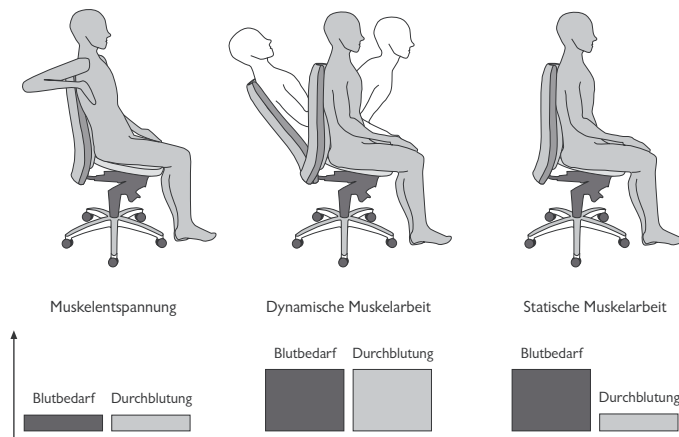 Muskelentspannung
Dynamische Muskelarbeit
Statische Muskelarbeit
Blutbedarf Durchblutung
Blutbedarf Durchblutung
Blutbedarf
Durchblutung